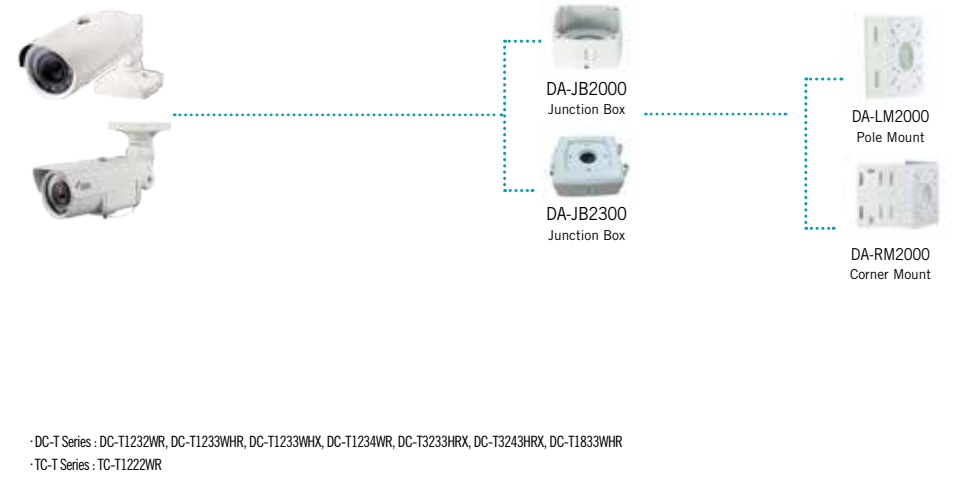 DA-JB2000
Junction Box
DA-JB2300
Junction Box
DA-LM2000
Pole Mount
DA-RM2000
Corner Mount
· DC-T Series : DC-T1232WR, DC-T1233WHR, DC-T1233WHX, DC-T1234WR, DC-T3233HRX, DC-T3243HRX, DC-T1833WHR
· TC-T Series : TC-T1222WR